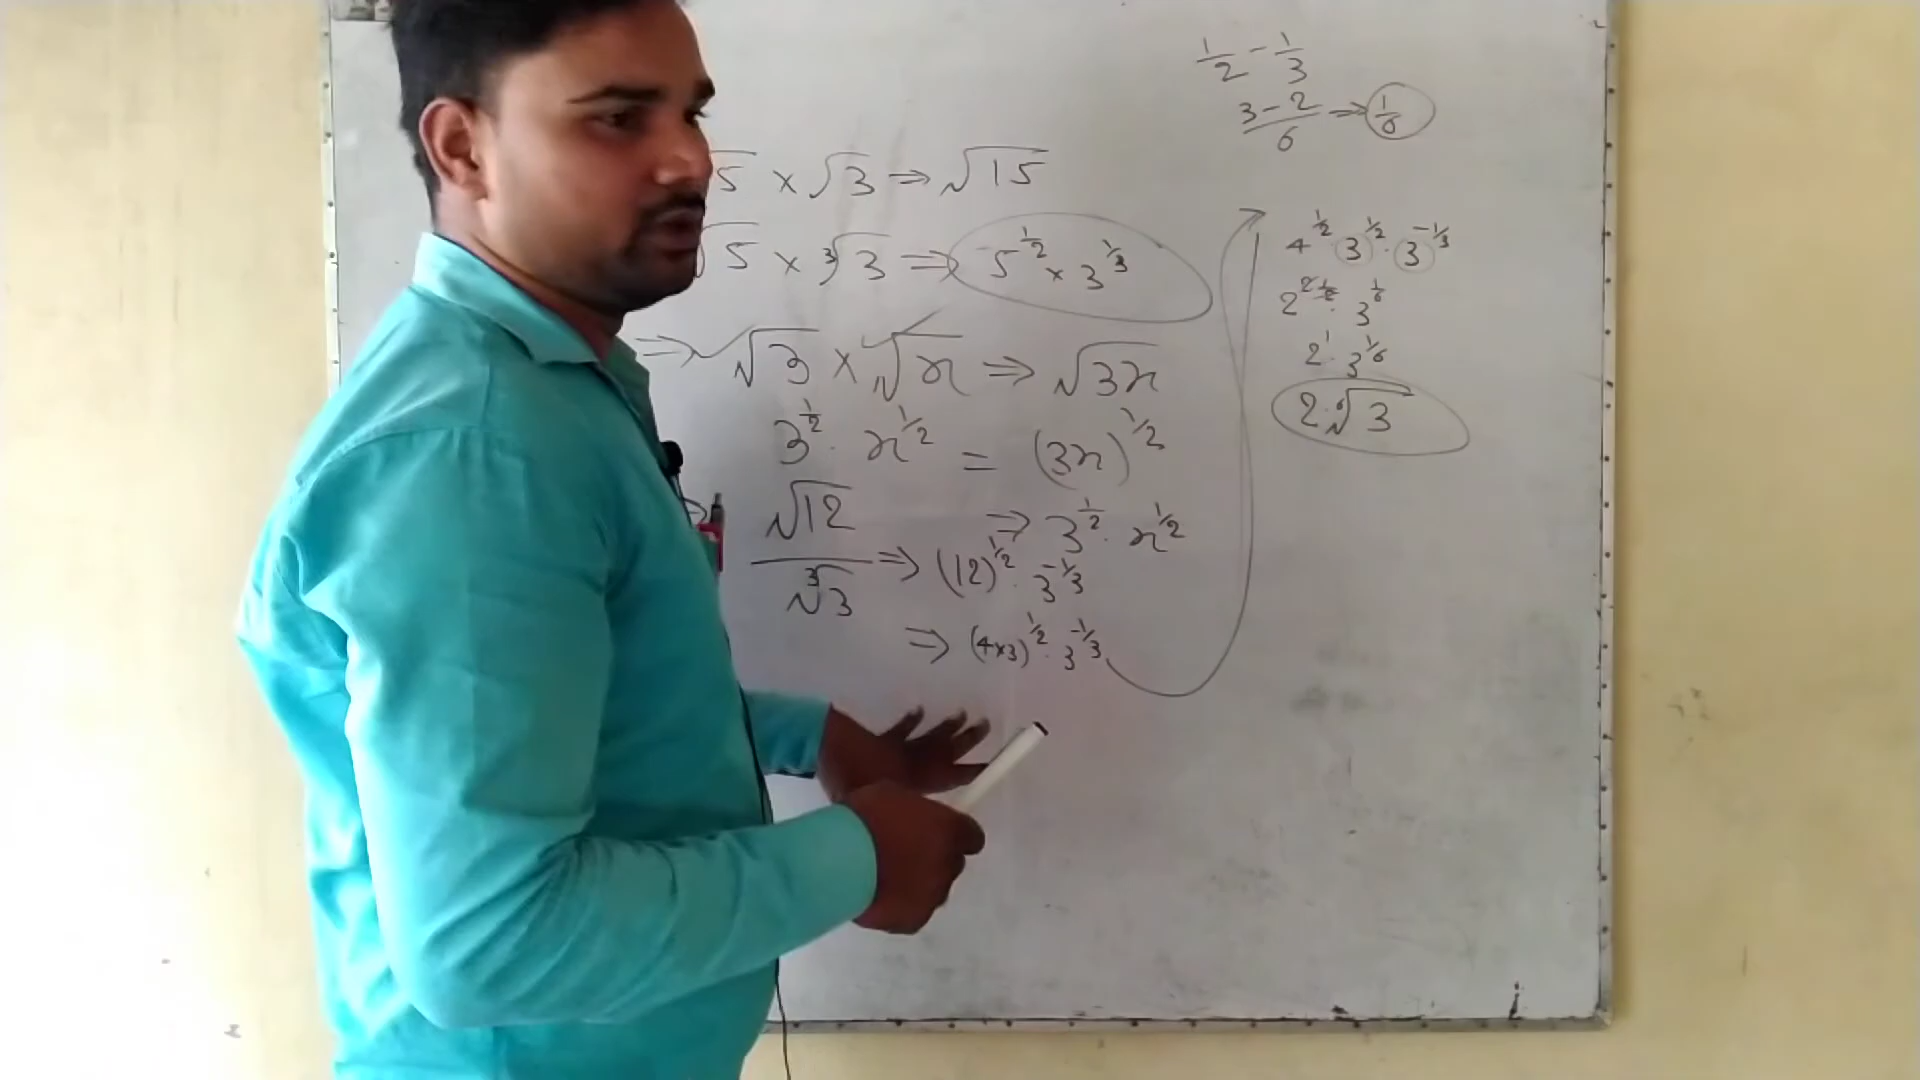 √5 × √3 ⇒ √15
√5 × ∛3 ⇒ 5^1/2 × 3^1/3
⇒ √3 × √x ⇒ √3x
3^1/2 · x^1/2 = (3x)^1/2
⇒ 3^1/2 · x^1/2
√12 / ∛3 ⇒ (12)^1/2 · 3^-1/3
⇒ (4×3)^1/2 · 3^-1/3
1/2 - 1/3
3-2/6 ⇒ 1/6
4^1/2 · 3^1/2 · 3^-1/3
2^2·1/2 · 3^1/6
2^1 · 3^1/6
2·⁶√3